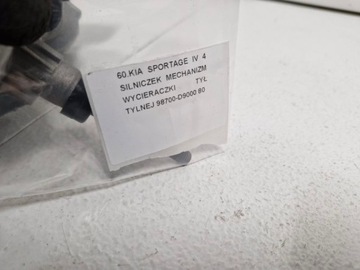 60.KIA SPORTAGE IV 4
SILNICZEK MECHANIZM
WYCIERACZKI TYŁ
TYLNEJ 98700-D9000 80